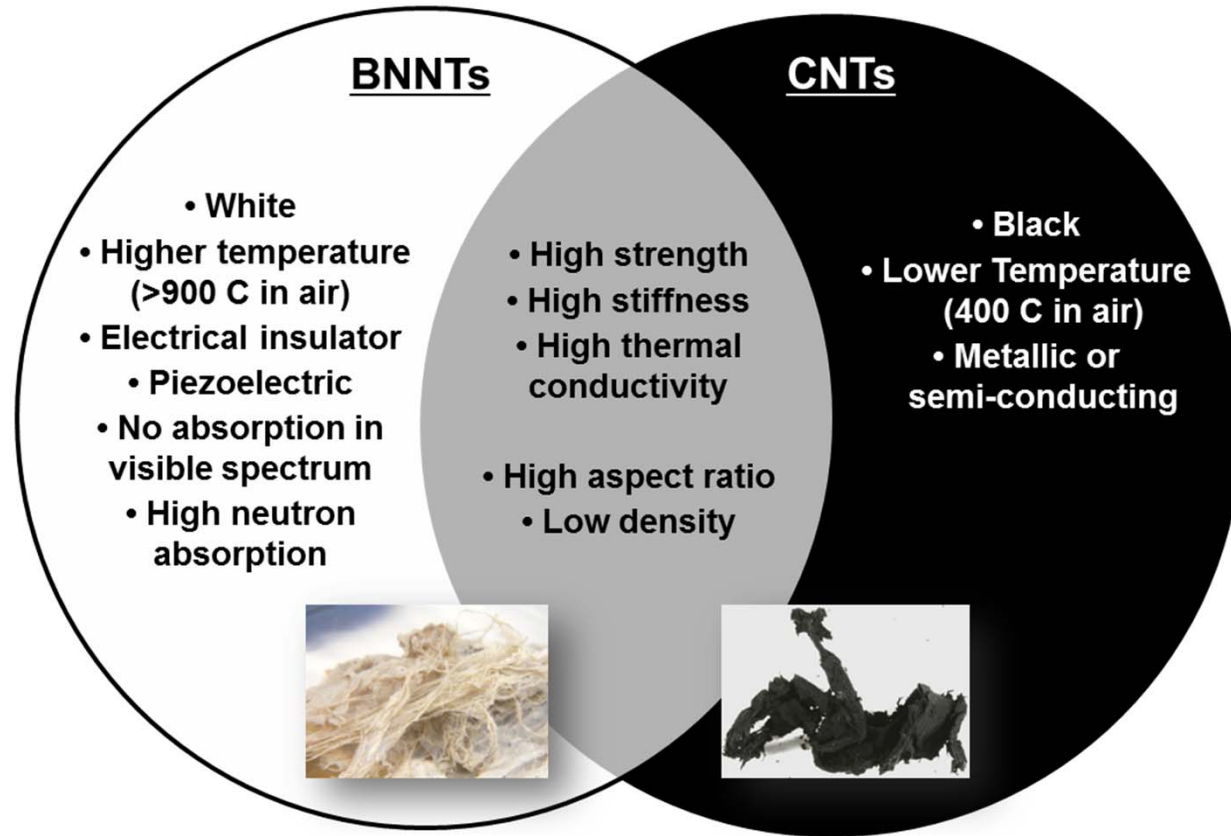 BNNTs
• White
• Higher temperature
(>900 C in air)
• Electrical insulator
• Piezoelectric
• No absorption in
visible spectrum
• High neutron
absorption
• High strength
• High stiffness
• High thermal
conductivity
• High aspect ratio
• Low density
CNTs
• Black
• Lower Temperature
(400 C in air)
• Metallic or
semi-conducting